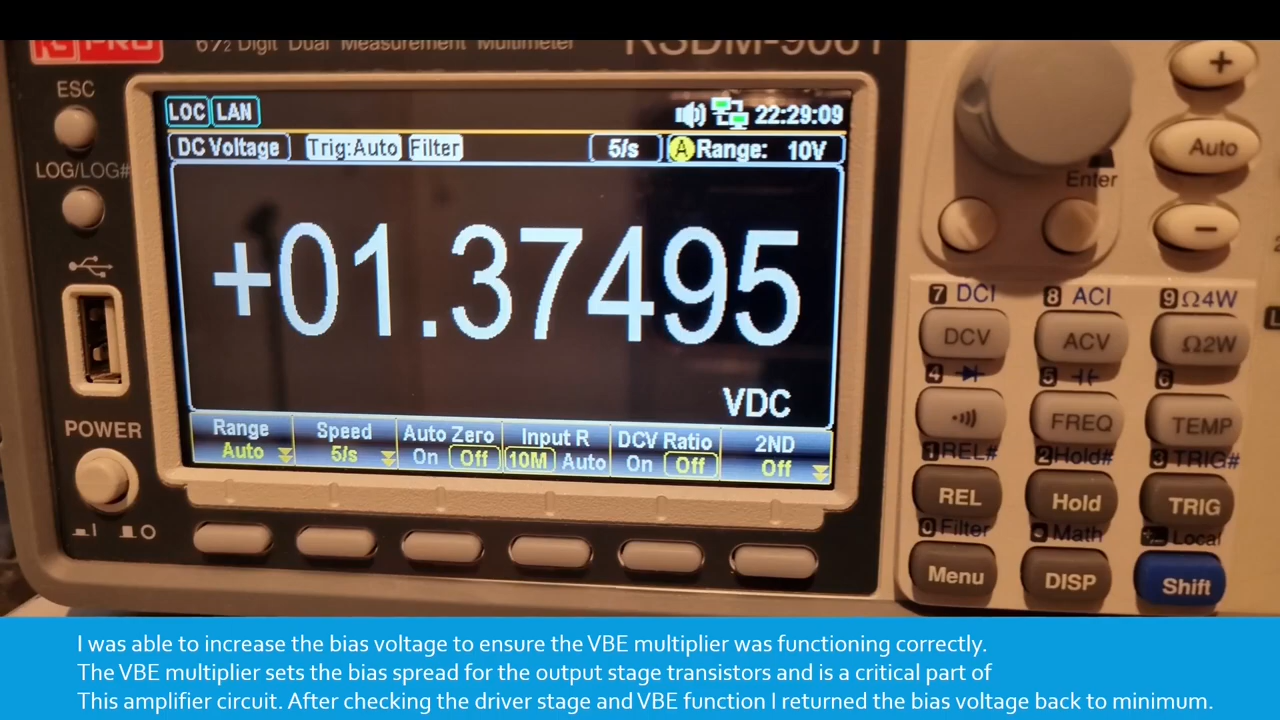 PRO 6½ Digit Dual Measurement Multimeter RSDM-9061
ESC
LOG/LOG#
POWER
LOC LAN 22:29:09
DC Voltage Trig:Auto Filter 5/s A Range: 10V
+01.37495
VDC
Range Speed Auto Zero Input R DCV Ratio 2ND
Auto 5/s On Off 10M Auto On Off Off
+
Auto
Enter
-
7 DCI 8 ACI 9 Ω4W
DCV ACV Ω2W
4 5 6
FREQ TEMP
1 REL# 2 Hold# 3 TRIG#
REL Hold TRIG
0 Filter Math Local
Menu DISP Shift
I was able to increase the bias voltage to ensure the VBE multiplier was functioning correctly.
The VBE multiplier sets the bias spread for the output stage transistors and is a critical part of
This amplifier circuit. After checking the driver stage and VBE function I returned the bias voltage back to minimum.